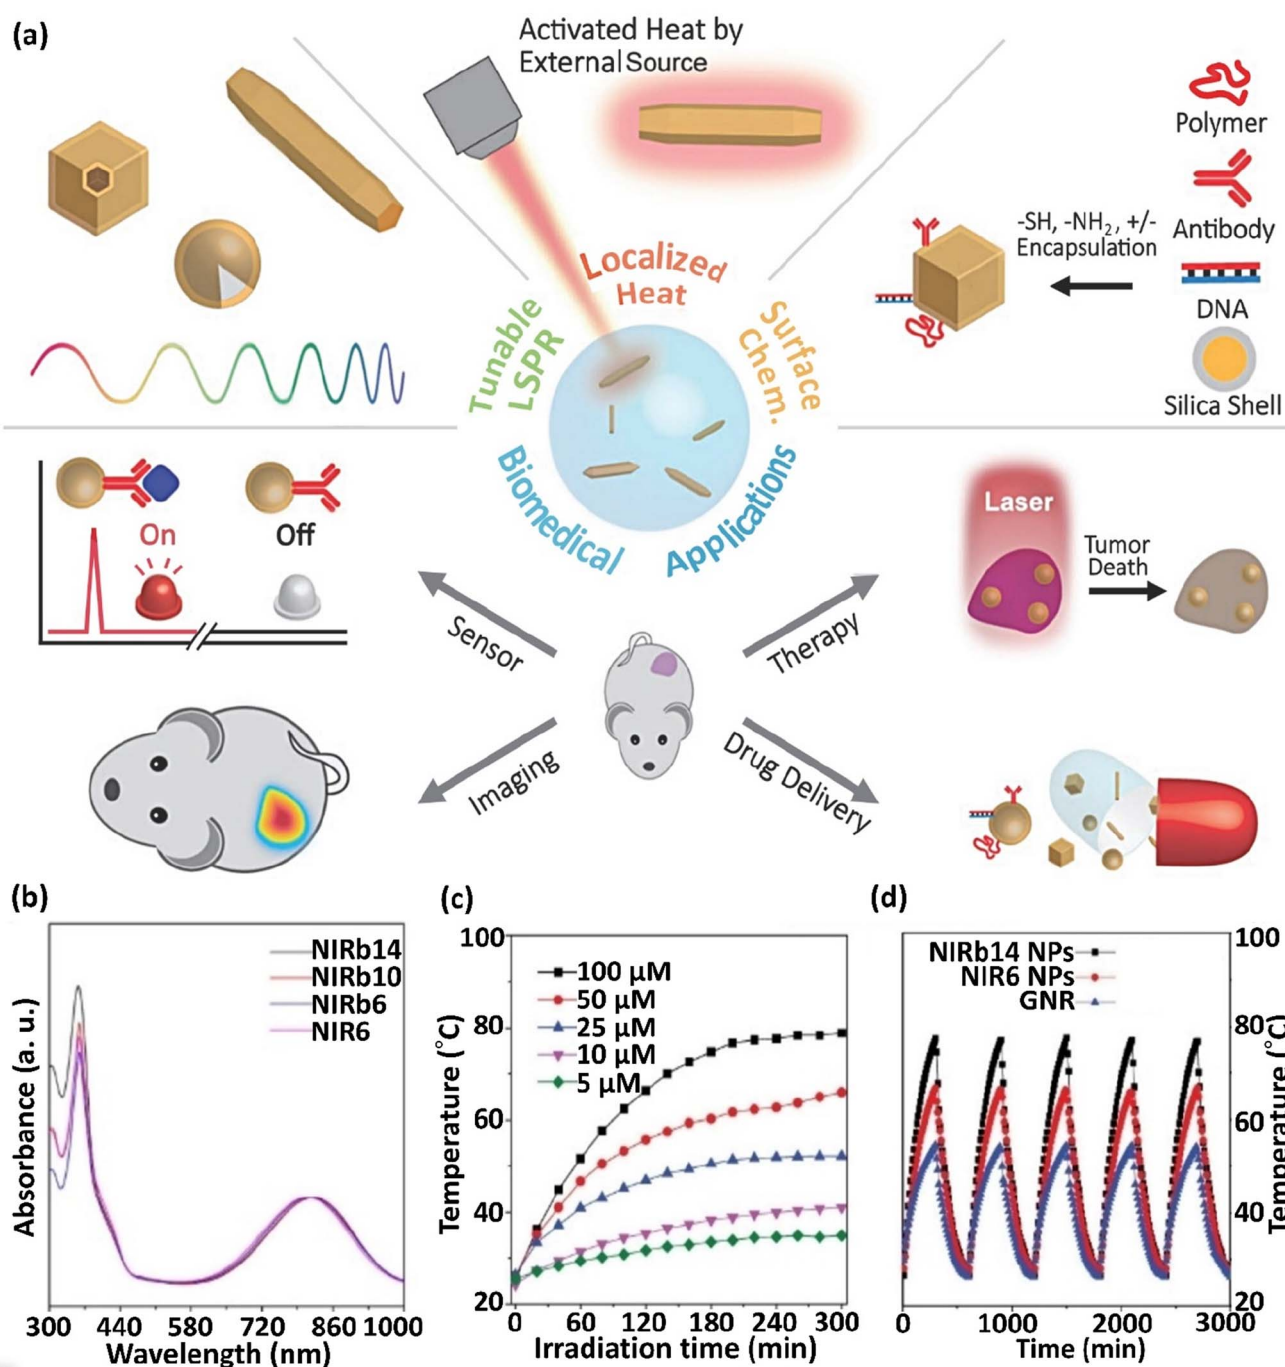 (a)
Activated Heat by
External Source
Polymer
Antibody
-SH, -NH₂, +/-
Encapsulation
DNA
Silica Shell
Localized
Heat
Tunable
LSPR
Surface
Chem.
Biomedical
Applications
On
Off
Laser
Tumor
Death
Sensor
Therapy
Imaging
Drug Delivery
(b)
NIRb14
NIRb10
NIRb6
NIR6
Absorbance (a. u.)
300 440 580 720 860 1000
Wavelength (nm)
(c)
100
80
60
40
20
100 µM
50 µM
25 µM
10 µM
5 µM
Temperature (°C)
0 60 120 180 240 300
Irradiation time (min)
(d)
NIRb14 NPs
NIR6 NPs
GNR
100
80
60
40
20
Temperature (°C)
0 1000 2000 3000
Time (min)